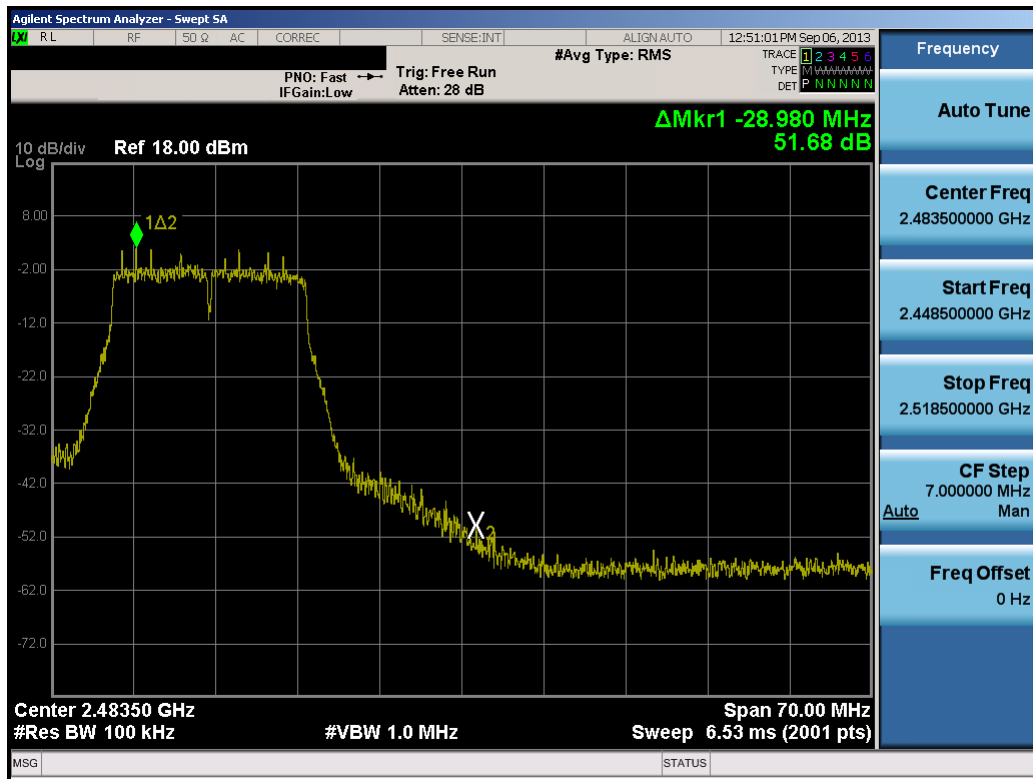 Agilent Spectrum Analyzer - Swept SA
LXI RL RF 50 Ω AC CORREC SENSE:INT ALIGN AUTO 12:51:01 PM Sep 06, 2013
#Avg Type: RMS
TRACE 1 2 3 4 5 6
TYPE M WWWWW
DET P N N N N N
PNO: Fast
IFGain:Low
Trig: Free Run
Atten: 28 dB
ΔMkr1 -28.980 MHz
51.68 dB
10 dB/div
Log
Ref 18.00 dBm
8.00
-2.00
-12.0
-22.0
-32.0
-42.0
-52.0
-62.0
-72.0
1Δ2
X2
Center 2.48350 GHz
Span 70.00 MHz
#Res BW 100 kHz
#VBW 1.0 MHz
Sweep 6.53 ms (2001 pts)
MSG
STATUS
Frequency
Auto Tune
Center Freq
2.483500000 GHz
Start Freq
2.448500000 GHz
Stop Freq
2.518500000 GHz
CF Step
7.000000 MHz
Auto Man
Freq Offset
0 Hz